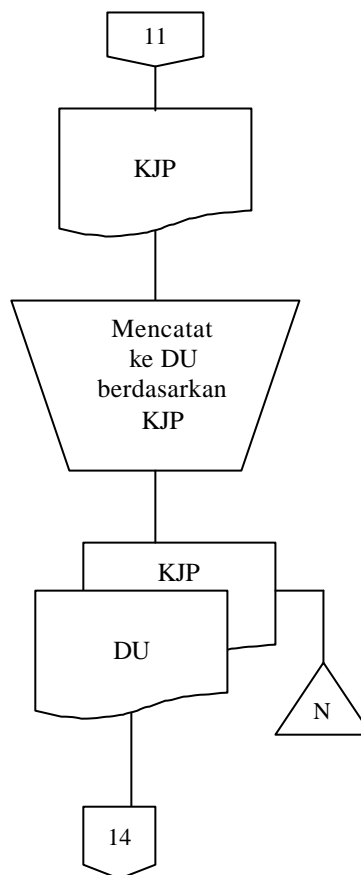 11
KJP
Mencatat
ke DU
berdasarkan
KJP
KJP
DU
N
14